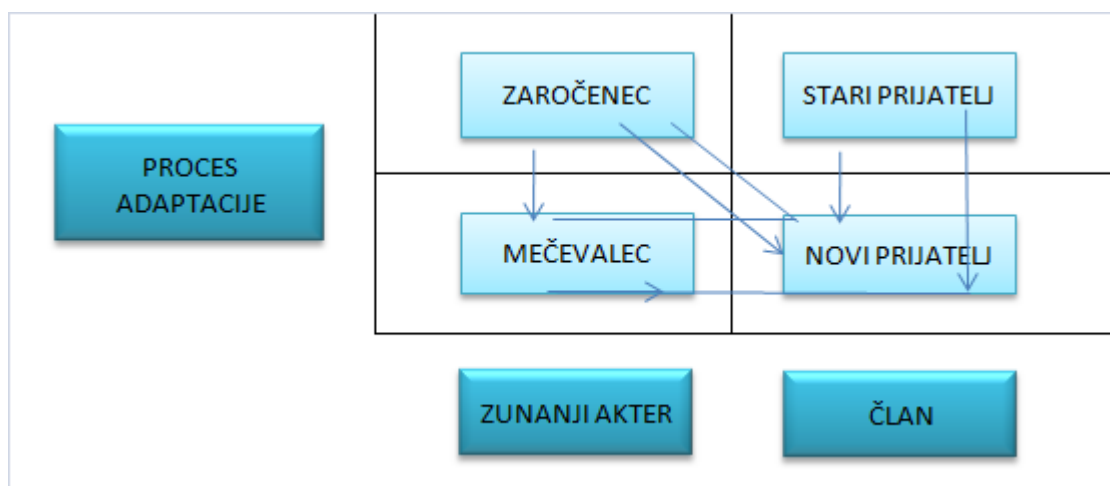 ZAROČENEC
STARI PRIJATELJ
PROCES
ADAPTACIJE
MEČEVALEC
NOVI PRIJATELJ
ZUNANJI AKTER
ČLAN